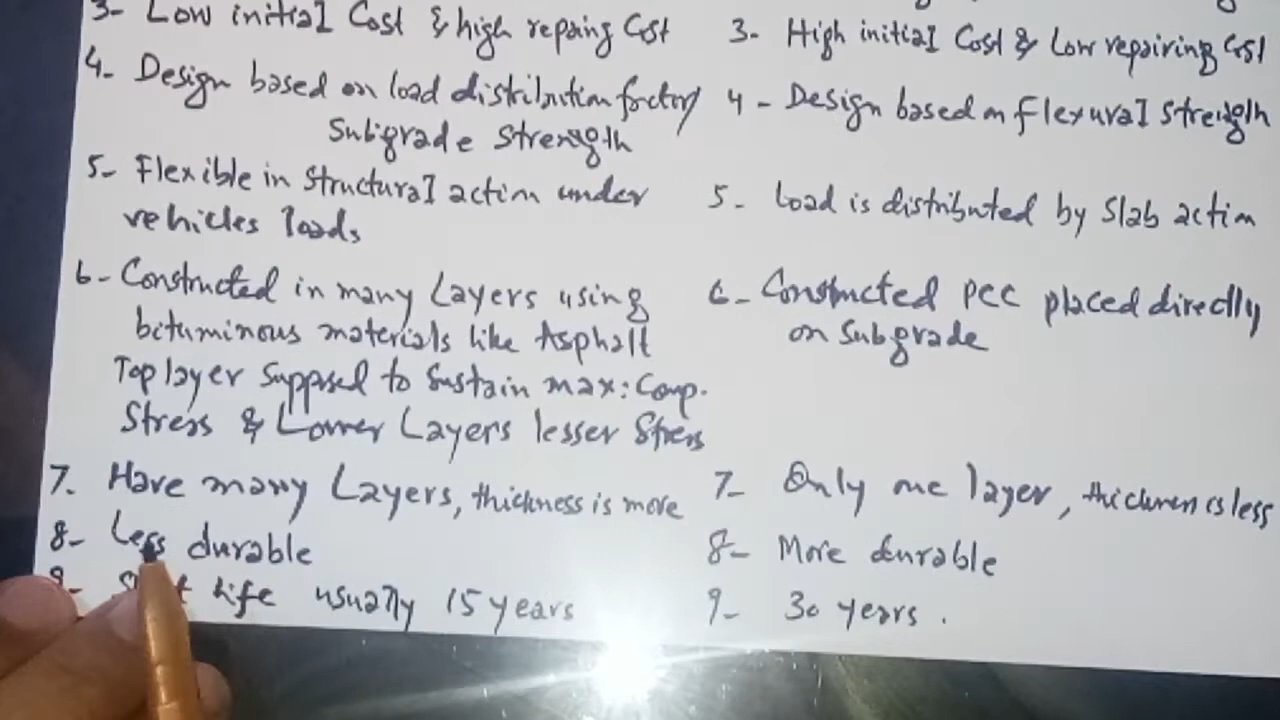 3- Low initial Cost & high repairing Cost
4- Design based on load distribution factory
Subgrade Strength
5- Flexible in structural action under
vehicles loads
6- Constructed in many Layers using
bituminous materials like Asphalt
Top layer Supposed to Sustain max: Comp.
Stress & Lower Layers lesser Stress
7. Have many Layers, thickness is more
8- Less durable
9- life usually 15 years
3- High initial Cost & Low repairing Cost
4- Design based on flexural strength
5- Load is distributed by Slab action
6- Constructed PCC placed directly
on Subgrade
7- Only one layer, thickness is less
8- More durable
9- 30 years.